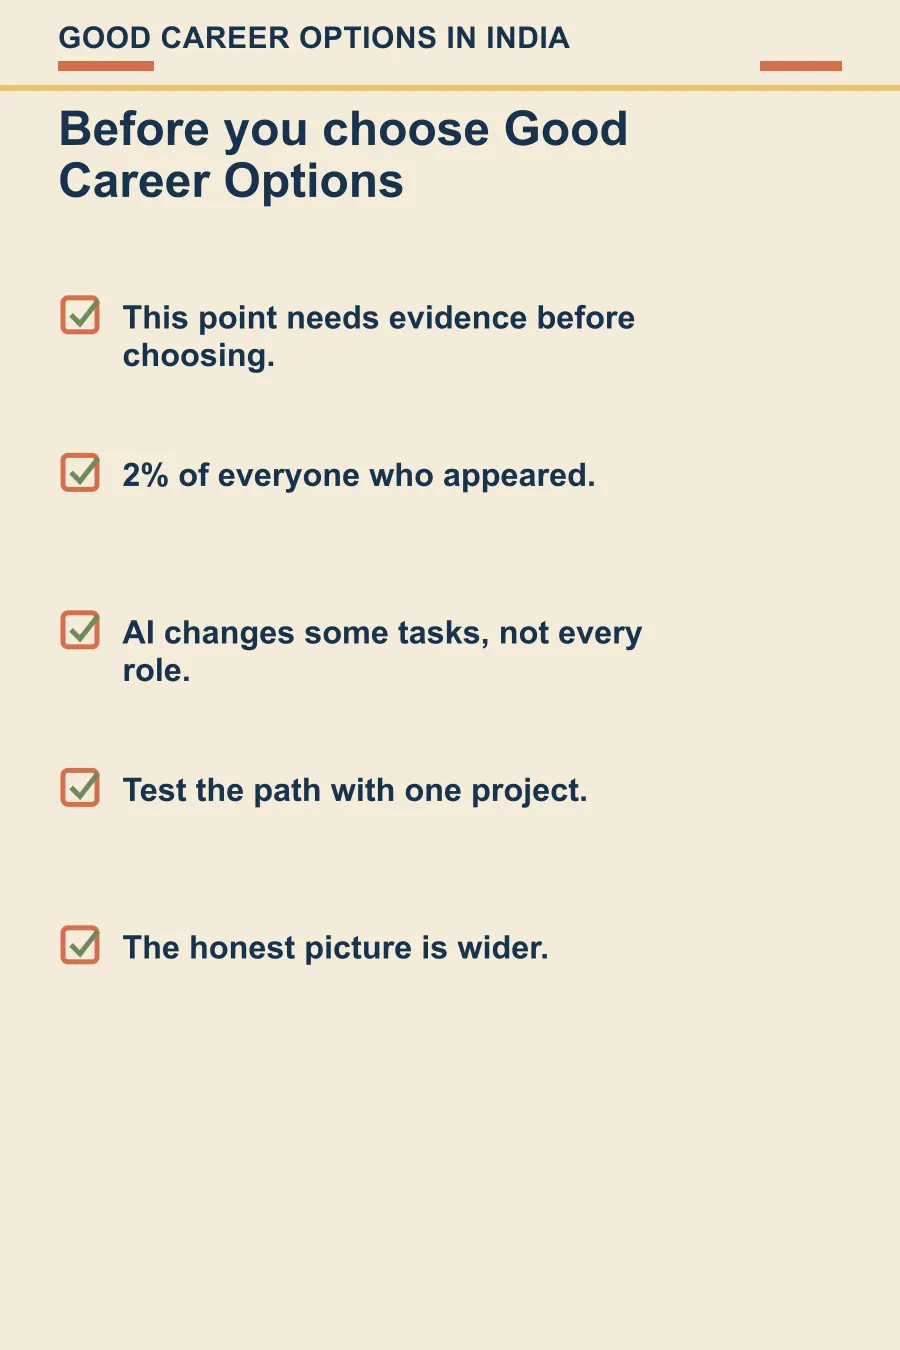 GOOD CAREER OPTIONS IN INDIA
Before you choose Good
Career Options
This point needs evidence before
choosing.
2% of everyone who appeared.
AI changes some tasks, not every
role.
Test the path with one project.
The honest picture is wider.